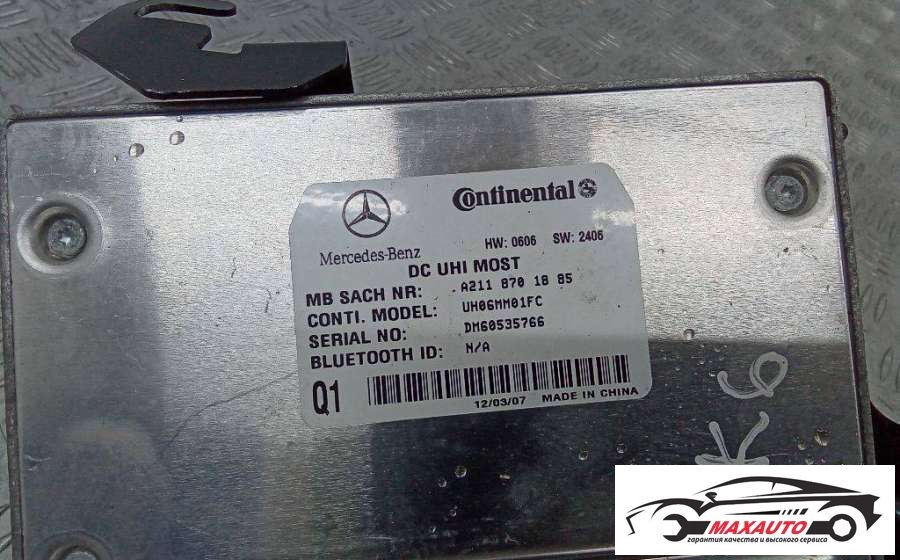 Continental
Mercedes-Benz
HW: 0606 SW: 2406
DC UHI MOST
MB SACH NR: A211 870 18 85
CONTI. MODEL: UH06MM01FC
SERIAL NO: DM60535766
BLUETOOTH ID: N/A
Q1
12/03/07 MADE IN CHINA
MAXAUTO
гарантия качества и высокого сервиса